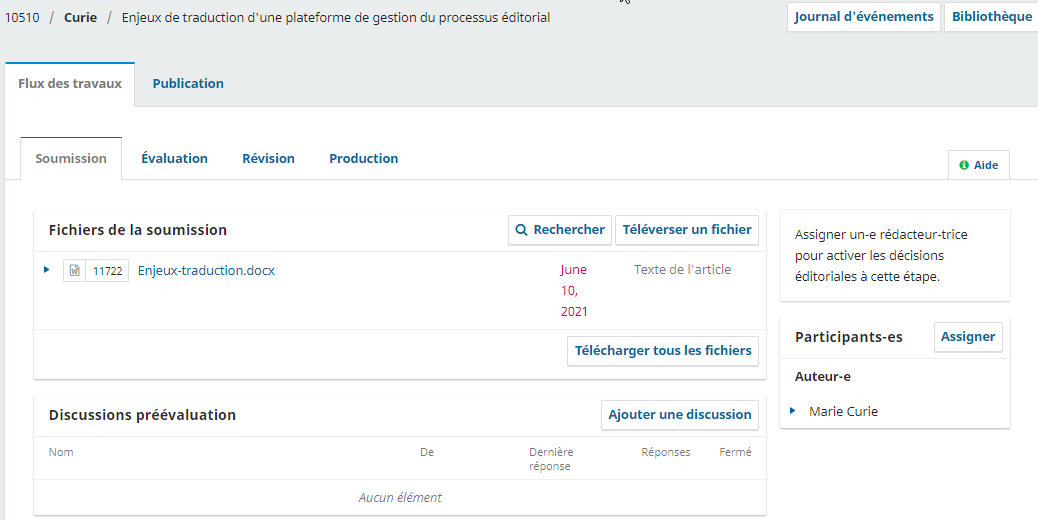 10510 / Curie / Enjeux de traduction d'une plateforme de gestion du processus éditorial
Journal d'événements
Bibliothèque
Flux des travaux
Publication
Soumission
Évaluation
Révision
Production
Aide
Fichiers de la soumission
Rechercher
Téléverser un fichier
11722
Enjeux-traduction.docx
June
10,
2021
Texte de l'article
Télécharger tous les fichiers
Assigner un-e rédacteur-trice
pour activer les décisions
éditoriales à cette étape.
Participants-es
Assigner
Auteur-e
Marie Curie
Discussions préévaluation
Ajouter une discussion
Nom
De
Dernière
réponse
Réponses
Fermé
Aucun élément